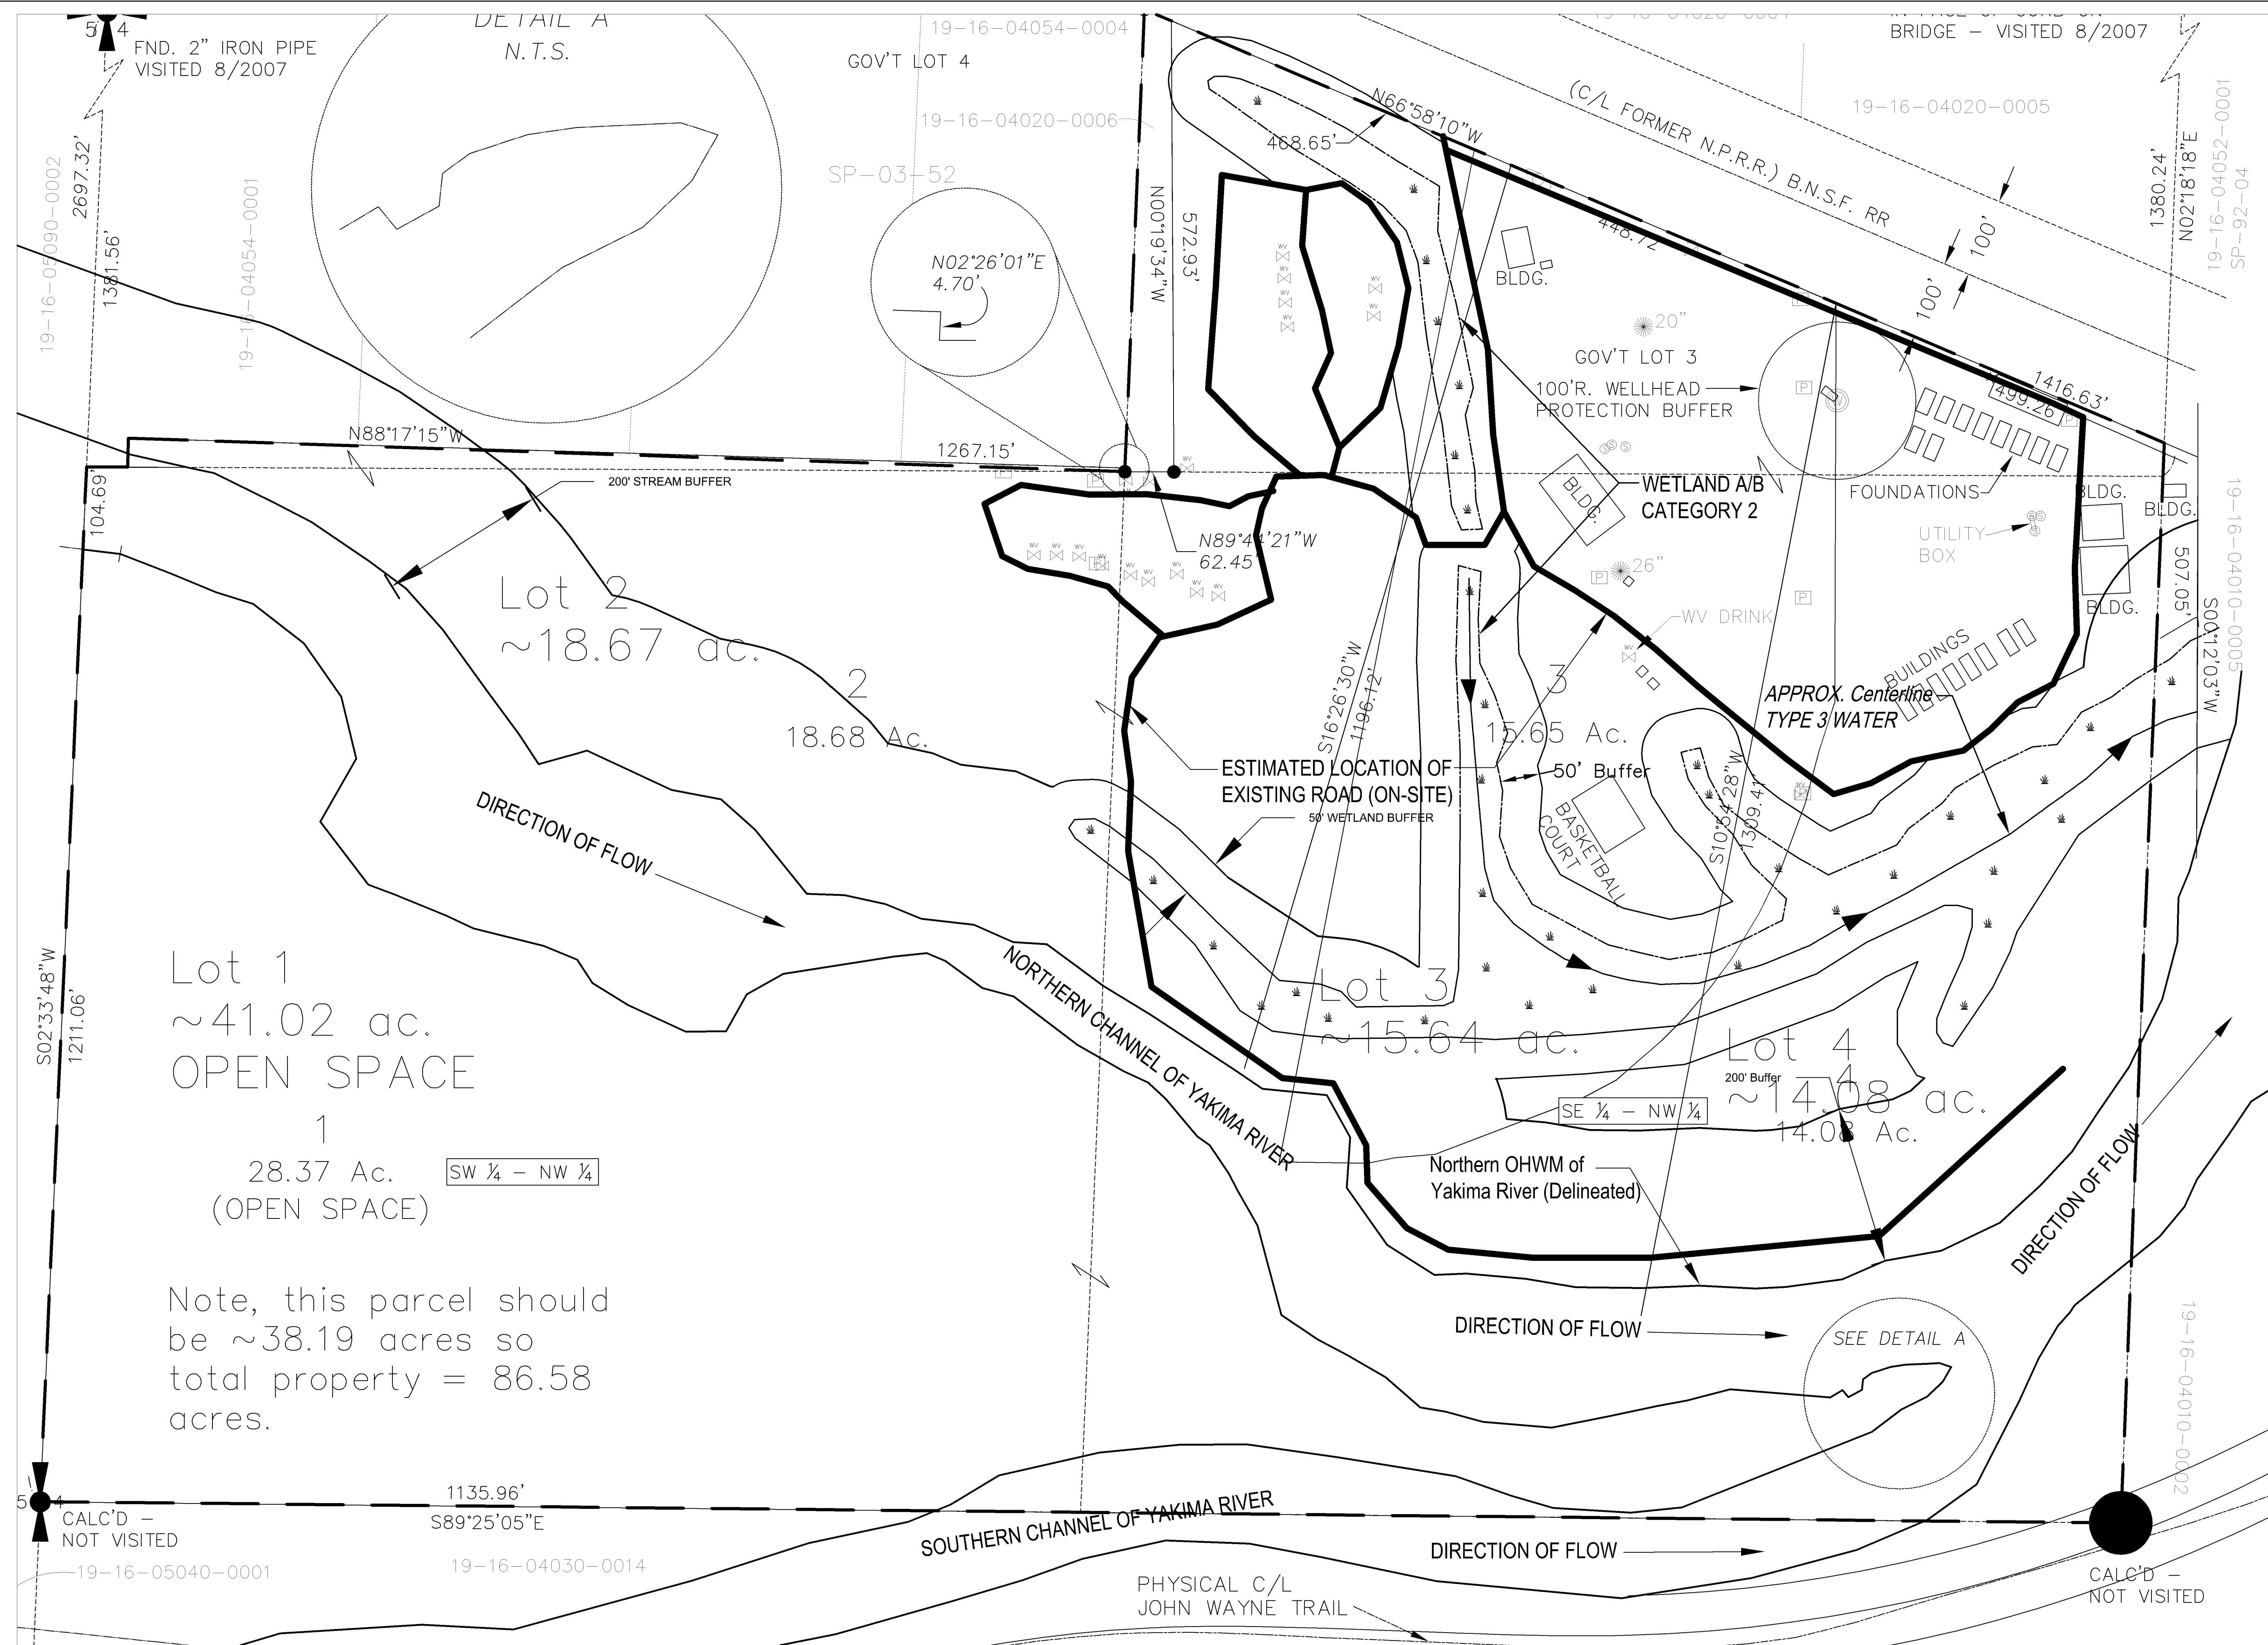 DETAIL A
N.T.S.
5 4
FND. 2" IRON PIPE
VISITED 8/2007
19-16-04054-0004
GOV'T LOT 4
19-16-04020-0006
SP-03-52
BRIDGE - VISITED 8/2007
19-16-04020-0005
(C/L FORMER N.P.R.R.) B.N.S.F. RR
N66°58'10"W
468.65'
448.72'
100'
100'
1380.24'
N02°18'18"E
19-16-04052-0001
SP-92-04
2697.32'
1381.56'
19-16-05090-0002
19-16-04054-0001
N00°19'34"W
572.93'
N02°26'01"E
4.70'
BLDG.
20"
GOV'T LOT 3
100'R. WELLHEAD
PROTECTION BUFFER
P
W
499.26'
1416.63'
N88°17'15"W
1267.15'
200' STREAM BUFFER
104.69'
WV
N89°44'21"W
62.45'
BLDG.
WETLAND A/B
CATEGORY 2
FOUNDATIONS
UTILITY
BOX
BLDG.
BLDG.
BLDG.
26"
WV DRINK
507.05'
S00°12'03"W
19-16-04010-0005
Lot 2
~18.67 ac.
2
18.68 Ac.
S16°26'30"W
1196.12'
3
15.65 Ac.
50' Buffer
BUILDINGS
APPROX. Centerline
TYPE 3 WATER
ESTIMATED LOCATION OF
EXISTING ROAD (ON-SITE)
50' WETLAND BUFFER
BASKETBALL
COURT
S10°54'28"W
1309.41'
DIRECTION OF FLOW
NORTHERN CHANNEL OF YAKIMA RIVER
S02°33'48"W
1211.06'
Lot 1
~41.02 ac.
OPEN SPACE
1
28.37 Ac.
(OPEN SPACE)
SW ¼ - NW ¼
Lot 3
~15.64 ac.
Lot 4
200' Buffer
4
~14.08 ac.
14.08 Ac.
SE ¼ - NW ¼
Northern OHWM of
Yakima River (Delineated)
DIRECTION OF FLOW
DIRECTION OF FLOW
Note, this parcel should
be ~38.19 acres so
total property = 86.58
acres.
SEE DETAIL A
19-16-04010-0002
5 4
1135.96'
S89°25'05"E
CALC'D -
NOT VISITED
19-16-05040-0001
19-16-04030-0014
SOUTHERN CHANNEL OF YAKIMA RIVER
DIRECTION OF FLOW
PHYSICAL C/L
JOHN WAYNE TRAIL
CALC'D -
NOT VISITED